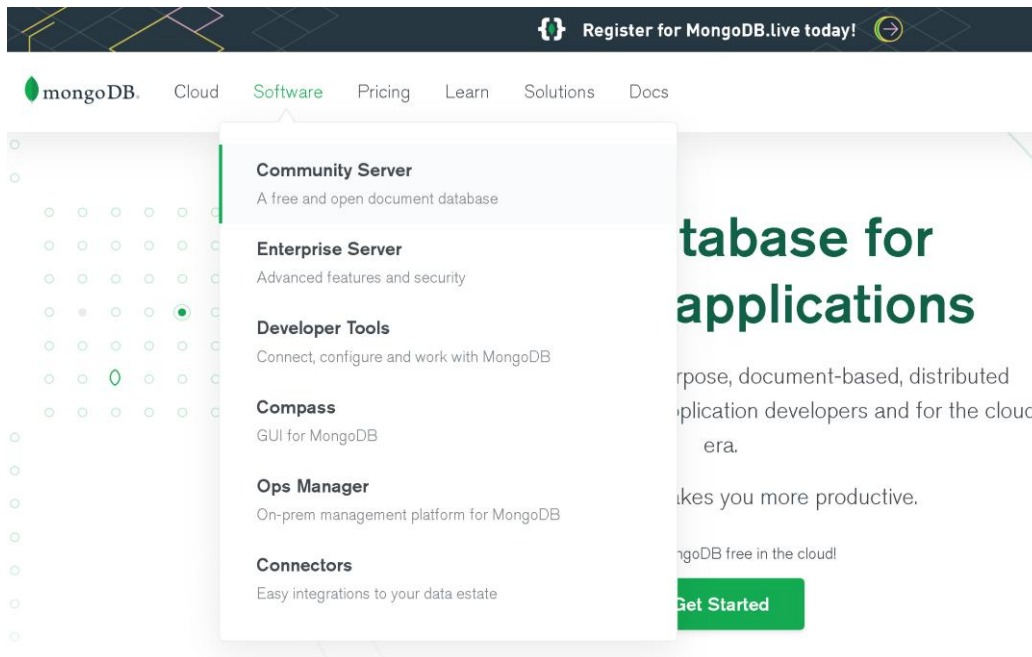 Register for MongoDB.live today!
mongoDB.
Cloud Software Pricing Learn Solutions Docs
Community Server
A free and open document database
Enterprise Server
Advanced features and security
Developer Tools
Connect, configure and work with MongoDB
Compass
GUI for MongoDB
Ops Manager
On-prem management platform for MongoDB
Connectors
Easy integrations to your data estate
tabase for
applications
rpose, document-based, distributed
plication developers and for the cloud
era.
kes you more productive.
ngoDB free in the cloud!
Get Started